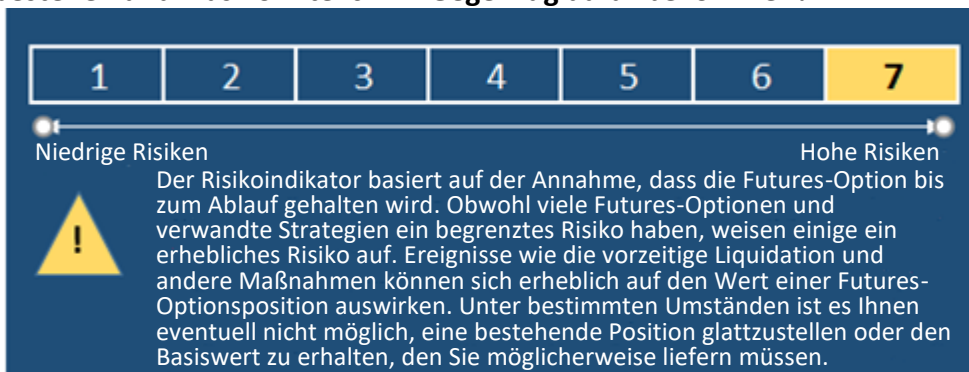 1 2 3 4 5 6 7
Niedrige Risiken Hohe Risiken
Der Risikoindikator basiert auf der Annahme, dass die Futures-Option bis
zum Ablauf gehalten wird. Obwohl viele Futures-Optionen und
verwandte Strategien ein begrenztes Risiko haben, weisen einige ein
erhebliches Risiko auf. Ereignisse wie die vorzeitige Liquidation und
andere Maßnahmen können sich erheblich auf den Wert einer Futures-
Optionsposition auswirken. Unter bestimmten Umständen ist es Ihnen
eventuell nicht möglich, eine bestehende Position glattzustellen oder den
Basiswert zu erhalten, den Sie möglicherweise liefern müssen.
!